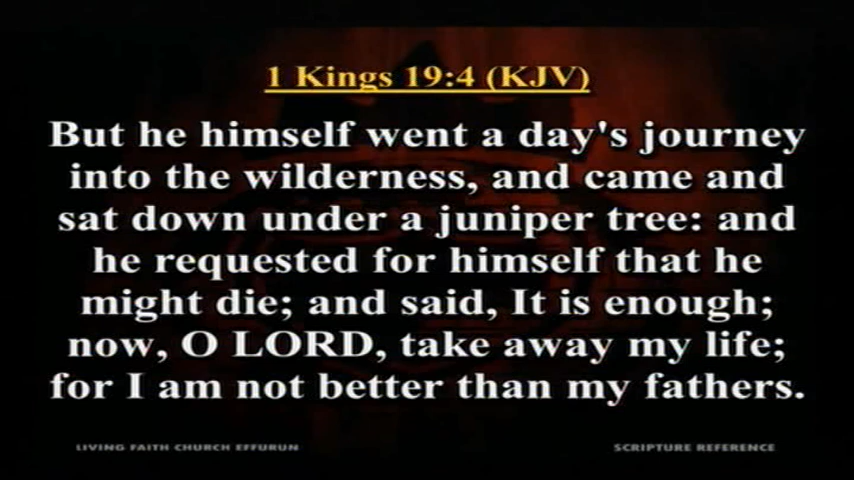 1 Kings 19:4 (KJV)
But he himself went a day's journey
into the wilderness, and came and
sat down under a juniper tree: and
he requested for himself that he
might die; and said, It is enough;
now, O LORD, take away my life;
for I am not better than my fathers.
LIVING FAITH CHURCH EFFURUN
SCRIPTURE REFERENCE